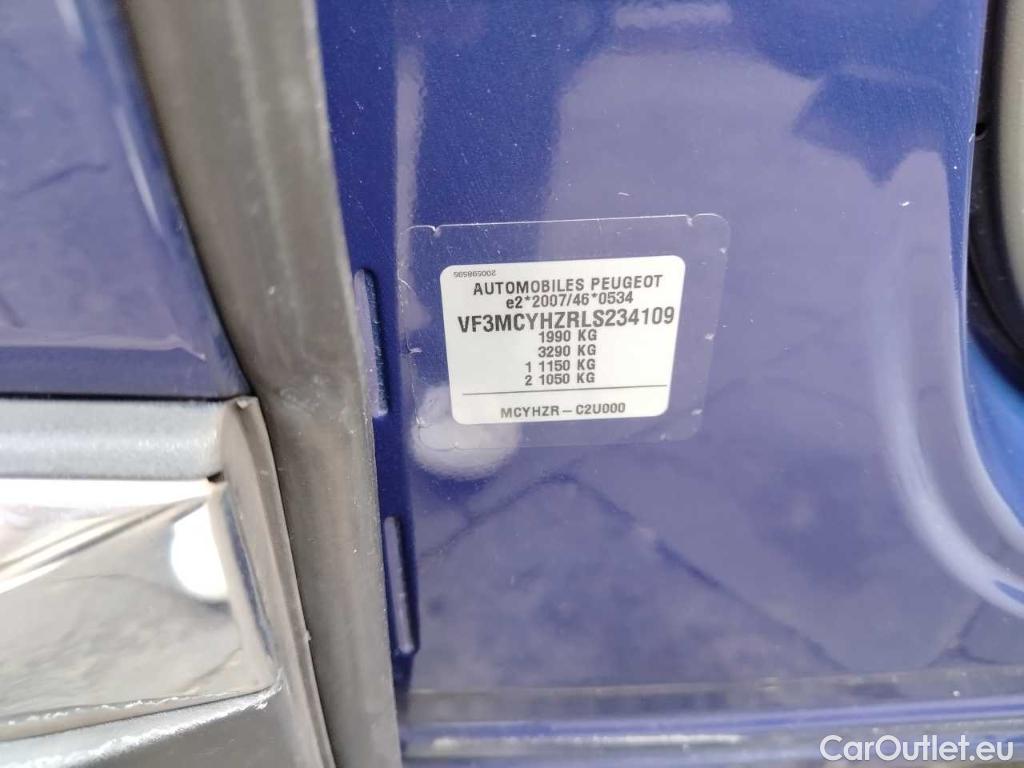 200598595
AUTOMOBILES PEUGEOT
e2*2007/46*0534
VF3MCYHZRLS234109
1990 KG
3290 KG
1 1150 KG
2 1050 KG
MCYHZR-C2U000
CarOutlet.eu